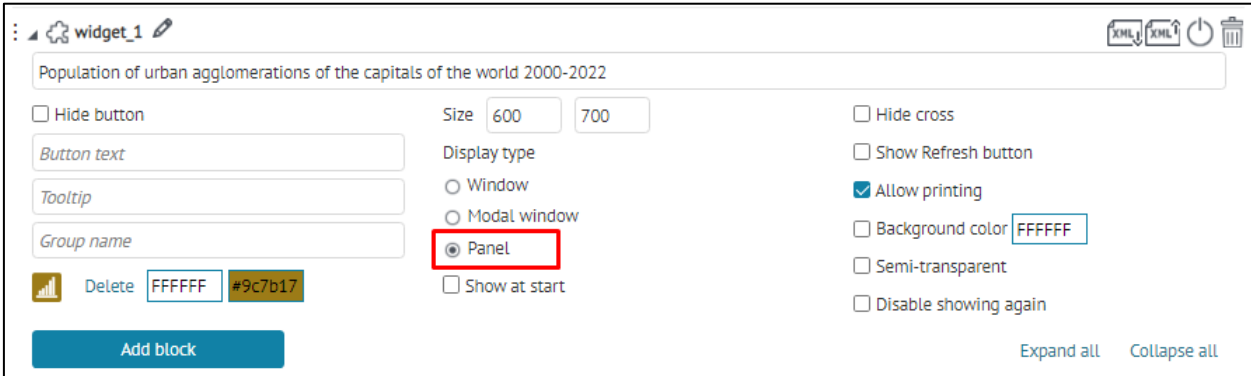 widget_1 XML XML
Population of urban agglomerations of the capitals of the world 2000-2022
Hide button Size 600 700 Hide cross
Button text Display type Show Refresh button
Tooltip Window Allow printing
Modal window
Group name Panel Background color FFFFFF
Semi-transparent
Delete FFFFFF #9c7b17 Show at start
Disable showing again
Add block Expand all Collapse all